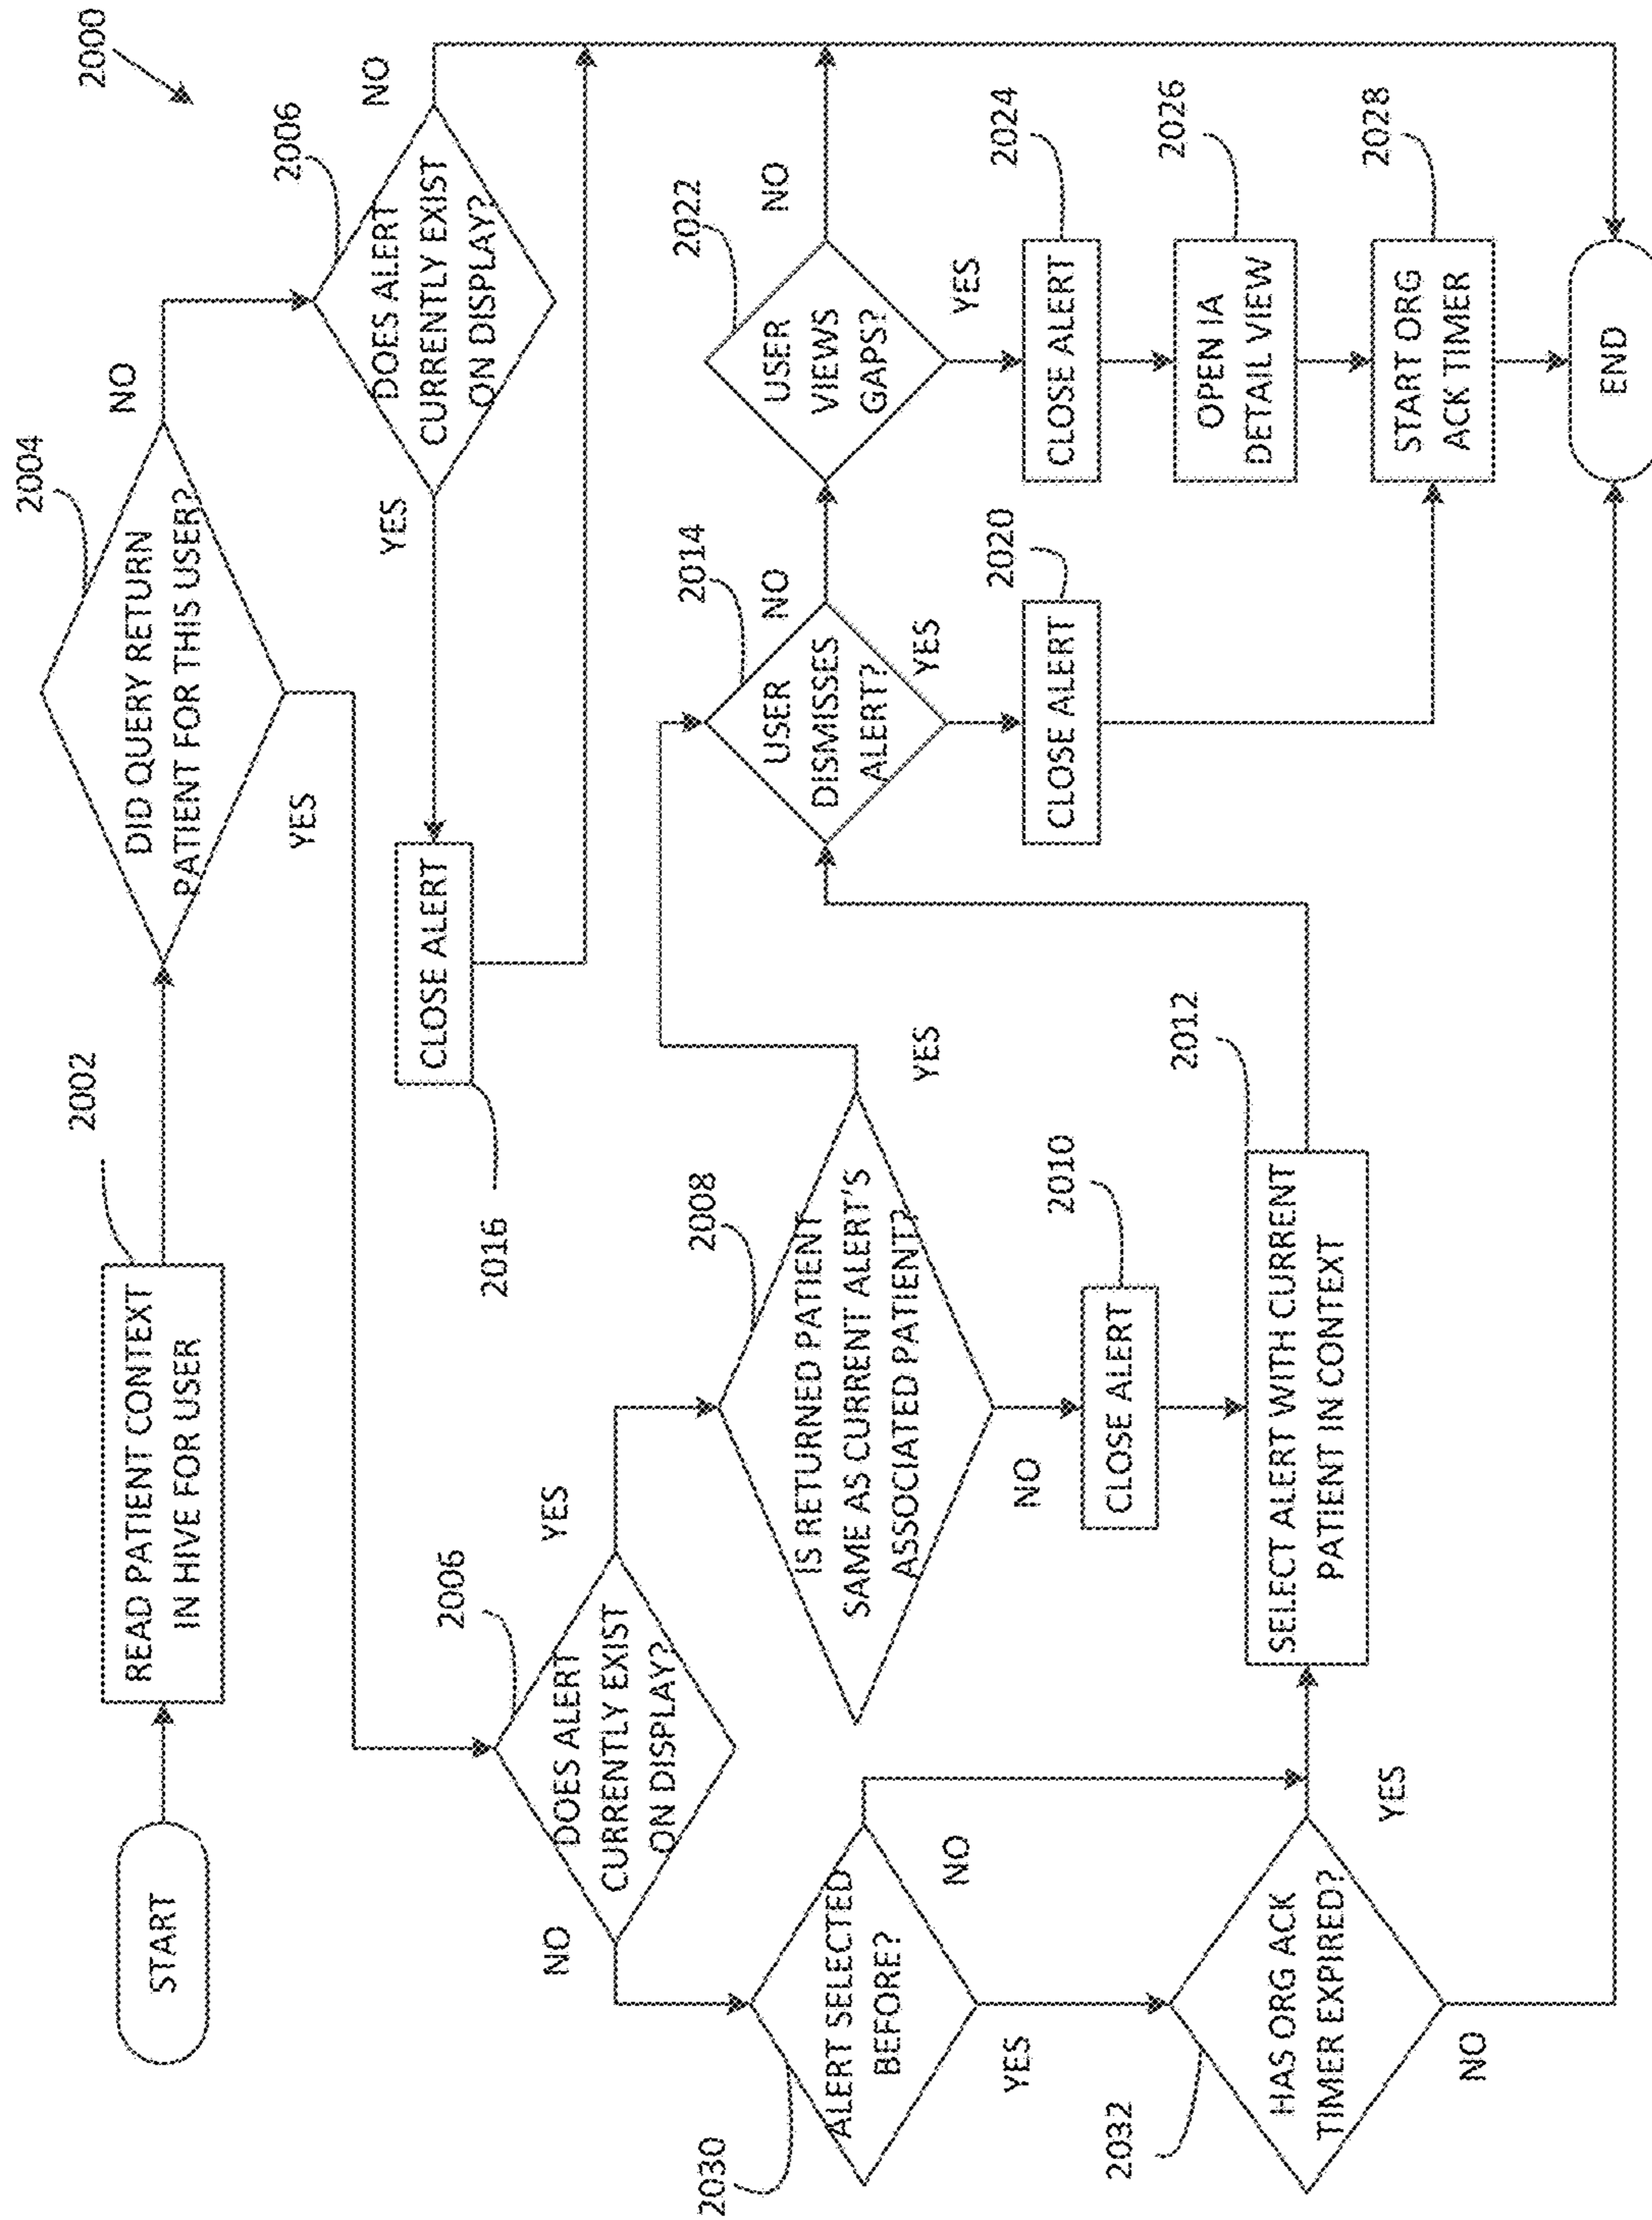 2000
START
READ PATIENT CONTEXT
IN HIVE FOR USER
2002
DID QUERY RETURN
PATIENT FOR THIS USER?
2004
NO
YES
DOES ALERT
CURRENTLY EXIST
ON DISPLAY?
2006
NO
YES
CLOSE ALERT
2016
DOES ALERT
CURRENTLY EXIST
ON DISPLAY?
2006
YES
NO
IS RETURNED PATIENT
SAME AS CURRENT ALERT'S
ASSOCIATED PATIENT?
2008
YES
NO
CLOSE ALERT
2010
ALERT SELECTED
BEFORE?
2030
NO
YES
HAS ORG ACK
TIMER EXPIRED?
2032
YES
NO
SELECT ALERT WITH CURRENT
PATIENT IN CONTEXT
2012
USER
DISMISSES
ALERT?
2014
NO
YES
CLOSE ALERT
2020
USER
VIEWS
GAPS?
2022
NO
YES
CLOSE ALERT
2024
OPEN IA
DETAIL VIEW
2026
START ORG
ACK TIMER
2028
END